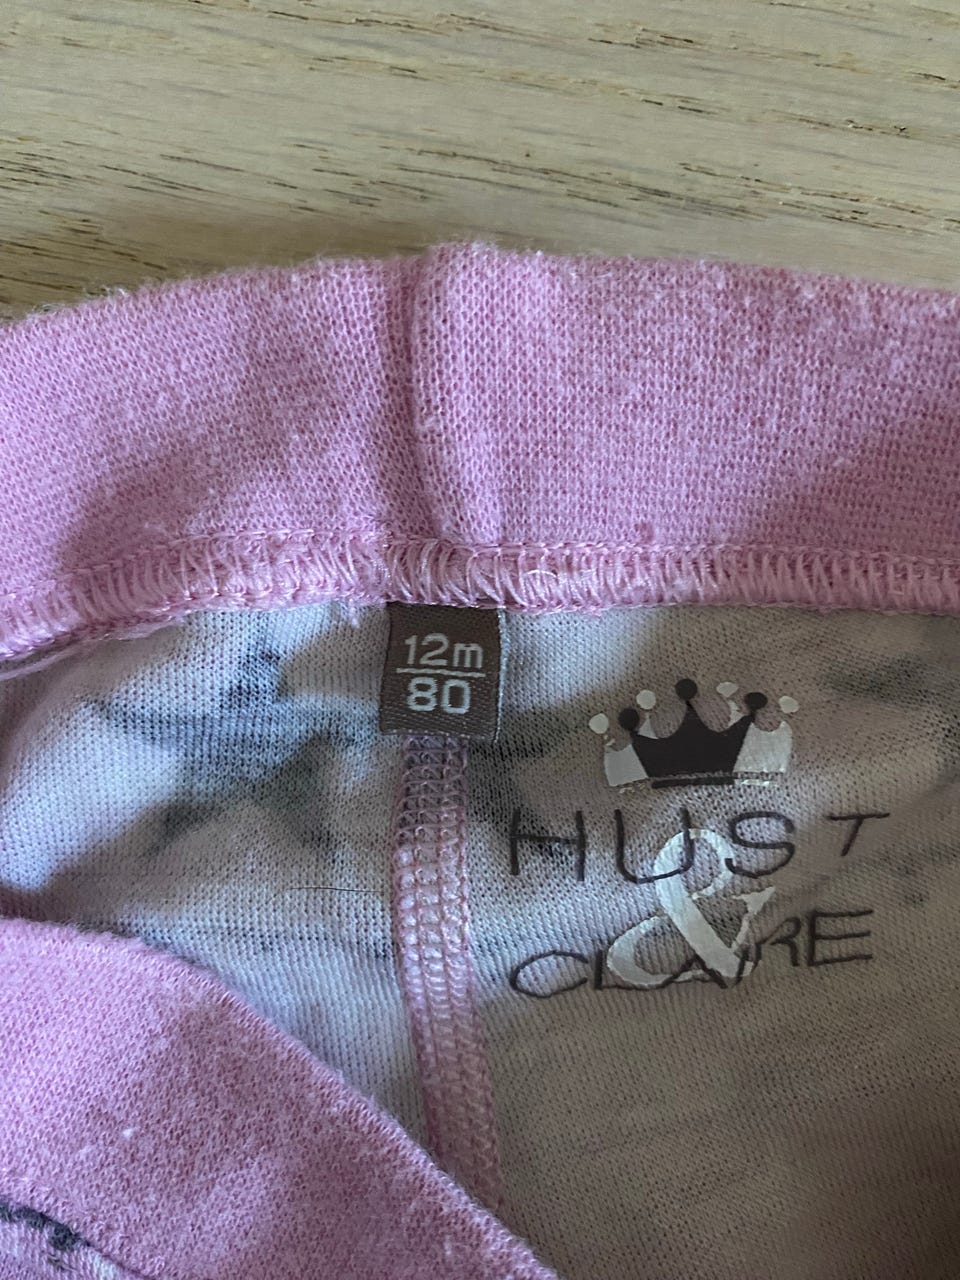 12m
80
HUST
&
CLAIRE